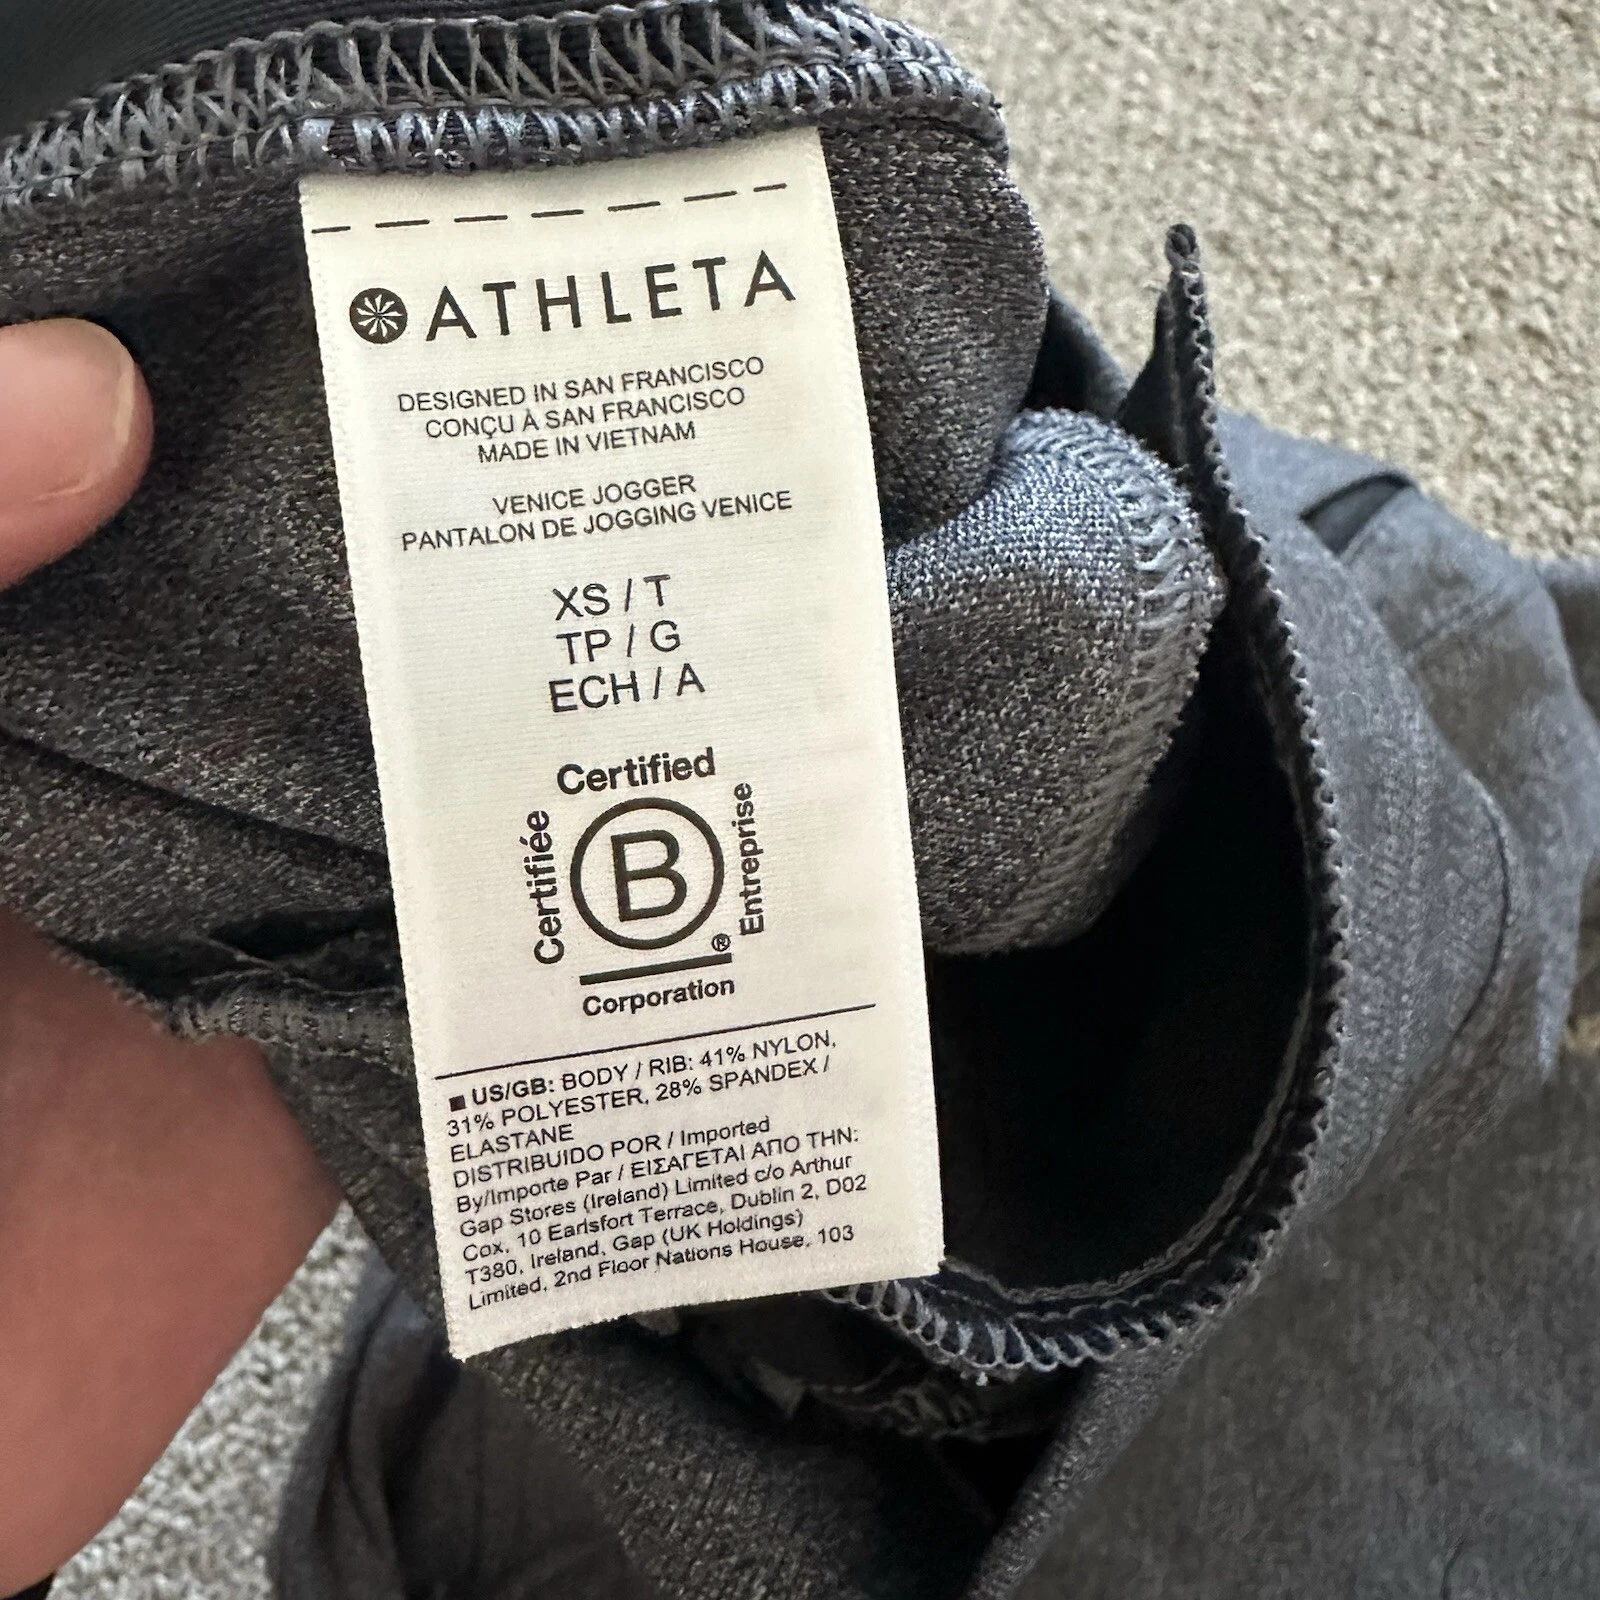 ATHLETA
DESIGNED IN SAN FRANCISCO
CONÇU À SAN FRANCISCO
MADE IN VIETNAM
VENICE JOGGER
PANTALON DE JOGGING VENICE
XS / T
TP / G
ECH / A
Certified
Certifiée
B
®
Entreprise
Corporation
■ US/GB: BODY / RIB: 41% NYLON,
31% POLYESTER, 28% SPANDEX /
ELASTANE
DISTRIBUIDO POR / Imported
By/Importe Par / ΕΙΣΑΓΕΤΑΙ ΑΠΟ ΤΗΝ:
Gap Stores (Ireland) Limited c/o Arthur
Cox, 10 Earlsfort Terrace, Dublin 2, D02
T380, Ireland, Gap (UK Holdings)
Limited, 2nd Floor Nations House, 103